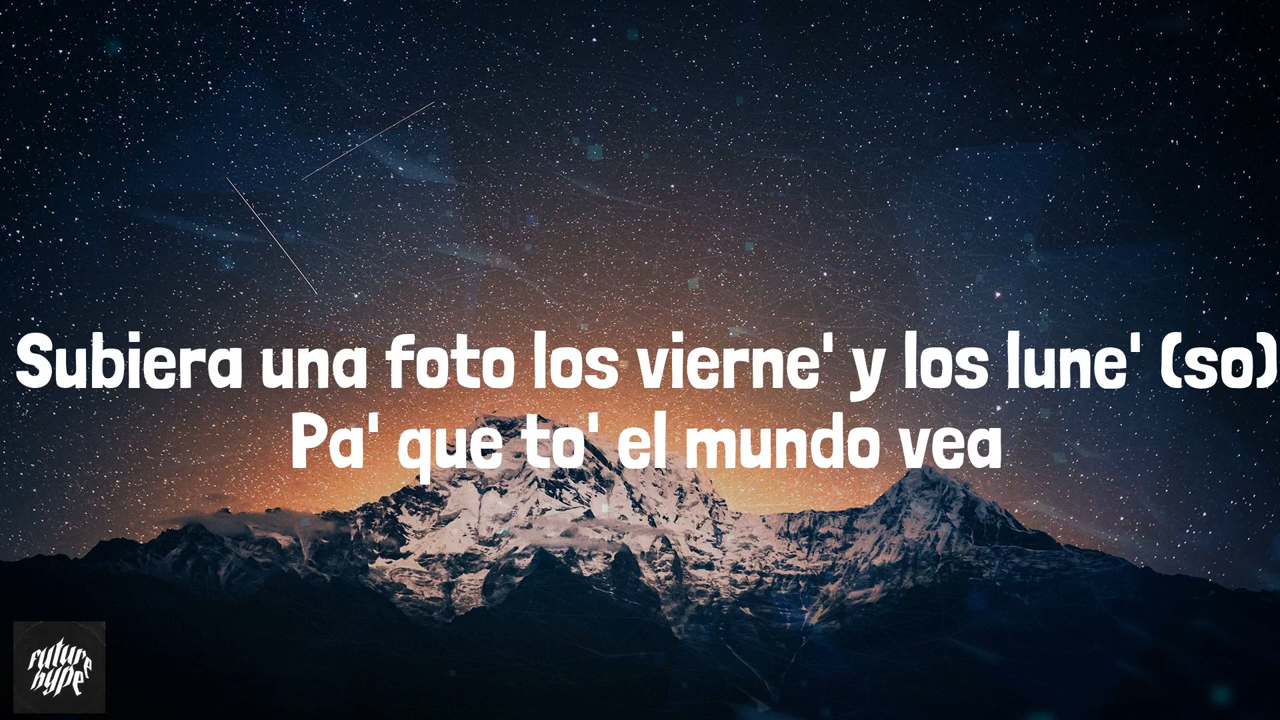 Subiera una foto los vierne' y los lune' (so)
Pa' que to' el mundo vea
future
hype